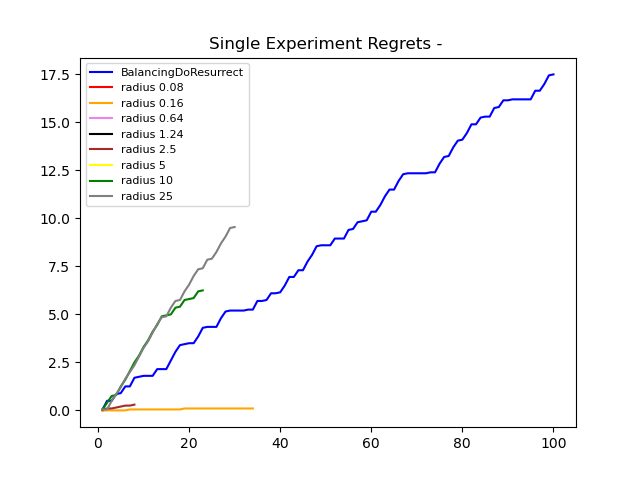 Single Experiment Regrets -
17.5
15.0
12.5
10.0
7.5
5.0
2.5
0.0
BalancingDoResurrect
radius 0.08
radius 0.16
radius 0.64
radius 1.24
radius 2.5
radius 5
radius 10
radius 25
0 20 40 60 80 100